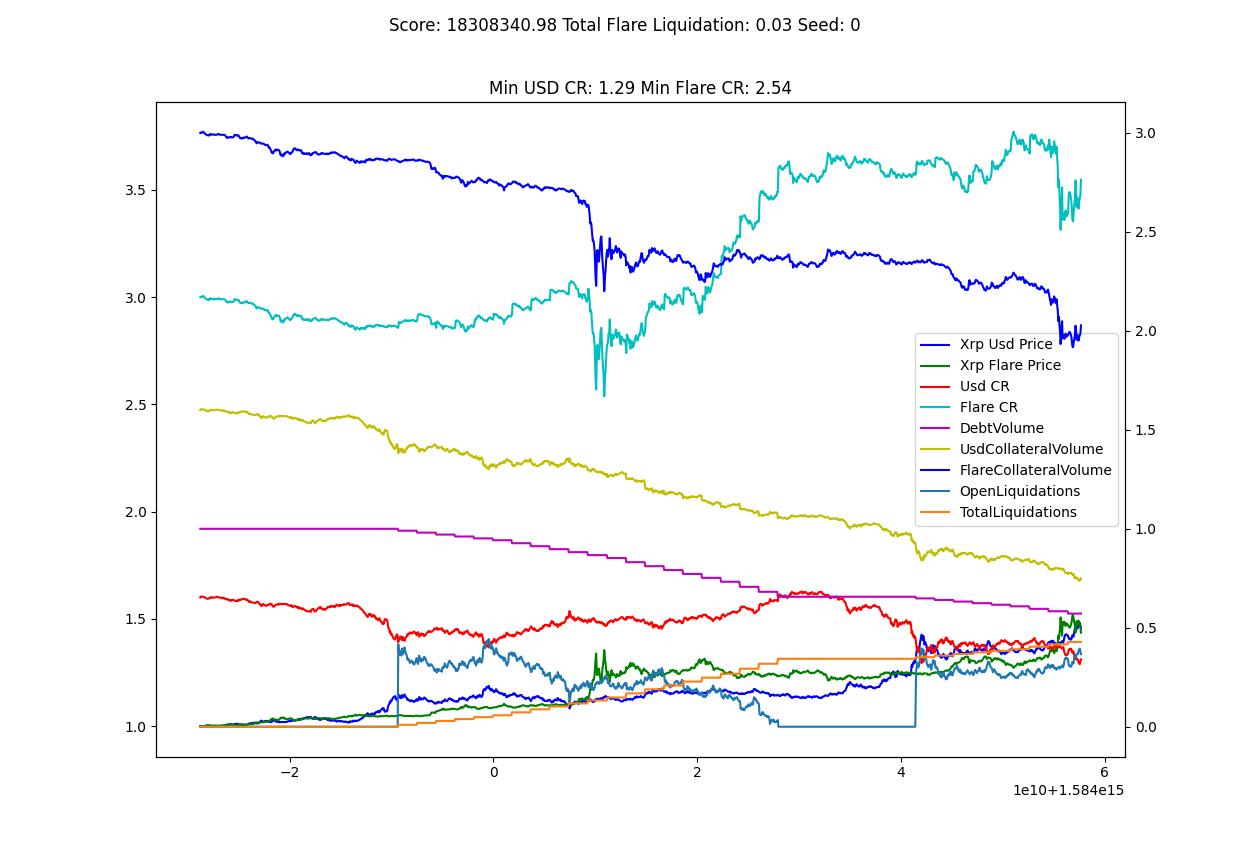 Score: 18308340.98 Total Flare Liquidation: 0.03 Seed: 0
Min USD CR: 1.29 Min Flare CR: 2.54
3.5
3.0
2.5
2.0
1.5
1.0
3.0
2.5
2.0
1.5
1.0
0.5
0.0
Xrp Usd Price
Xrp Flare Price
Usd CR
Flare CR
DebtVolume
UsdCollateralVolume
FlareCollateralVolume
OpenLiquidations
TotalLiquidations
−2 0 2 4 6
1e10+1.584e15